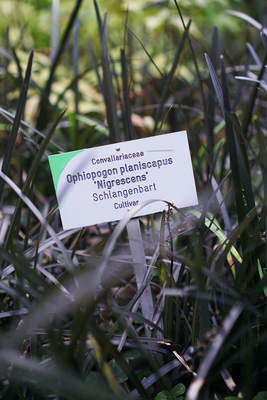 Convallariaceae
Ophiopogon planiscapus
'Nigrescens'
Schlangenbart
Cultivar